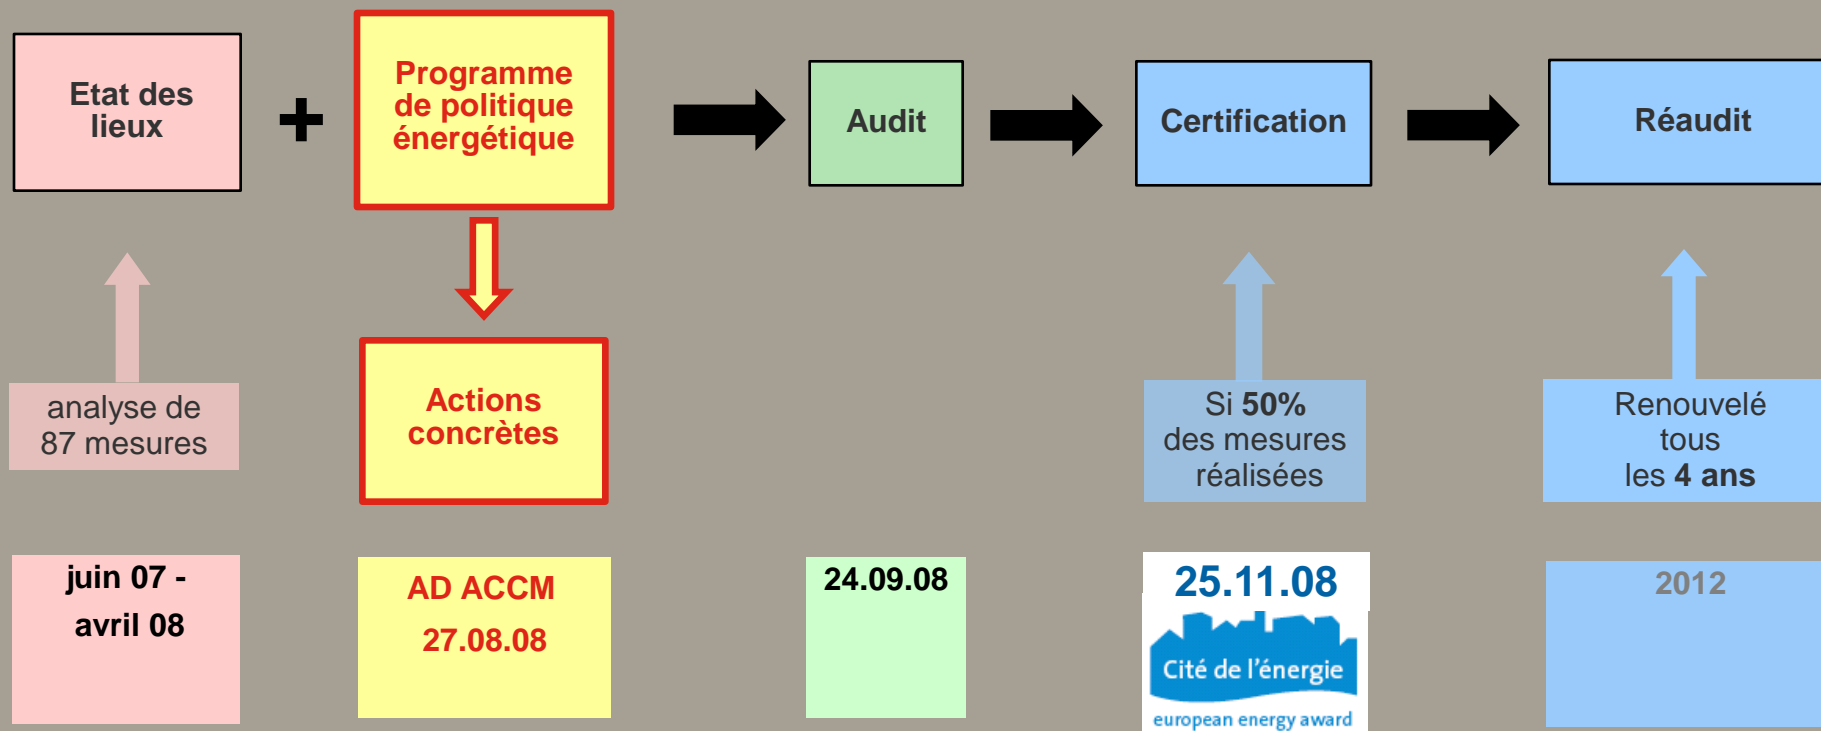 Etat des
lieux
+
Programme
de politique
énergétique
Audit
Certification
Réaudit
analyse de
87 mesures
Actions
concrètes
Si 50%
des mesures
réalisées
Renouvelé
tous
les 4 ans
juin 07 -
avril 08
AD ACCM
27.08.08
24.09.08
25.11.08
Cité de l'énergie
european energy award
2012